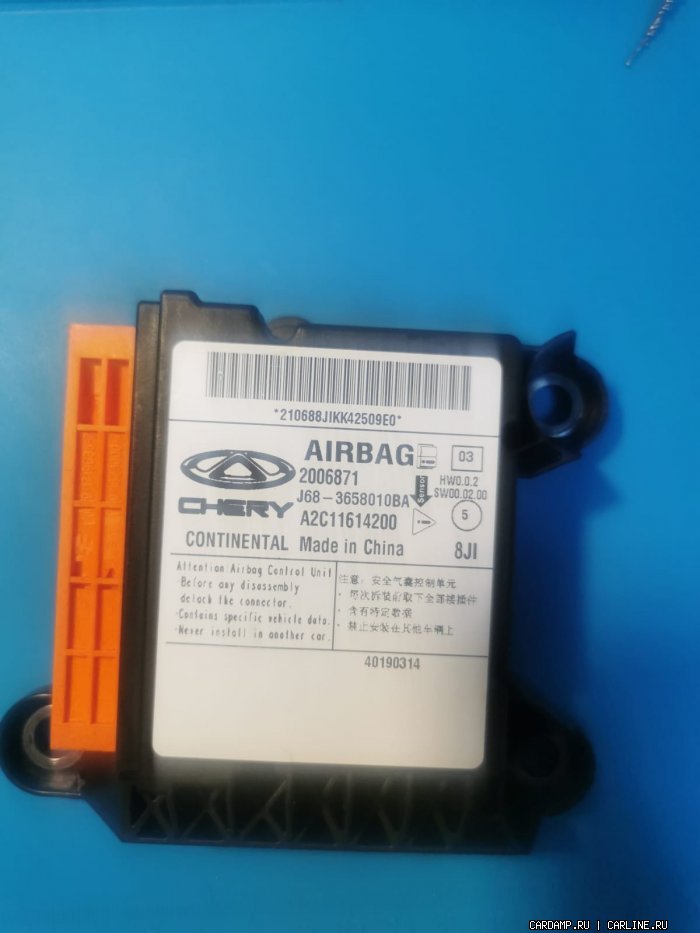 *210688JIKK42509E0*
AIRBAG
03
2006871
HW0.0.2
J68-3658010BA
Sensor
SW00.02.00
CHERY
A2C11614200
5
CONTINENTAL Made in China
8JI
Attention Airbag Control Unit
·Before any disassembly
detach the connector.
·Contains specific vehicle data.
·Never install in another car.
注意: 安全气囊控制单元
· 每次拆装前取下全部接插件
· 含有特定数据
· 禁止安装在其他车辆上
40190314
CARDAMP.RU | CARLINE.RU